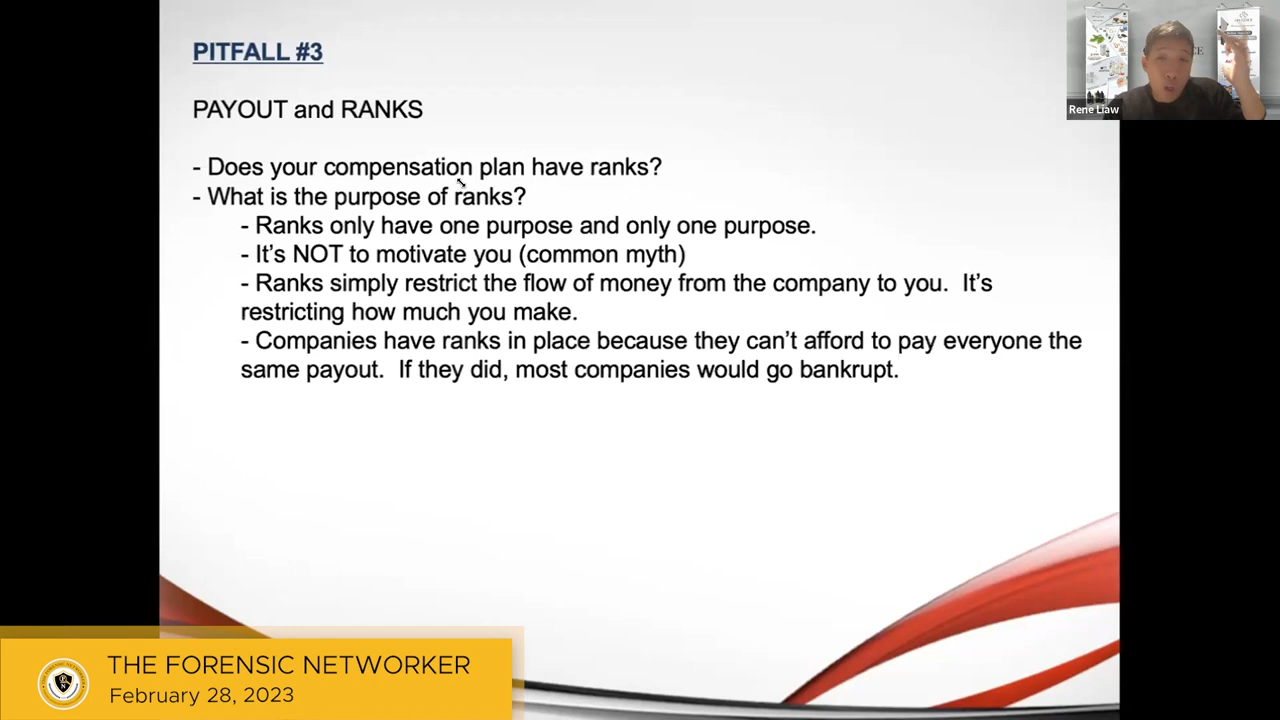 PITFALL #3
PAYOUT and RANKS
- Does your compensation plan have ranks?
- What is the purpose of ranks?
- Ranks only have one purpose and only one purpose.
- It's NOT to motivate you (common myth)
- Ranks simply restrict the flow of money from the company to you.  It's
restricting how much you make.
- Companies have ranks in place because they can't afford to pay everyone the
same payout.  If they did, most companies would go bankrupt.
Rene Liaw
THE FORENSIC NETWORKER
February 28, 2023